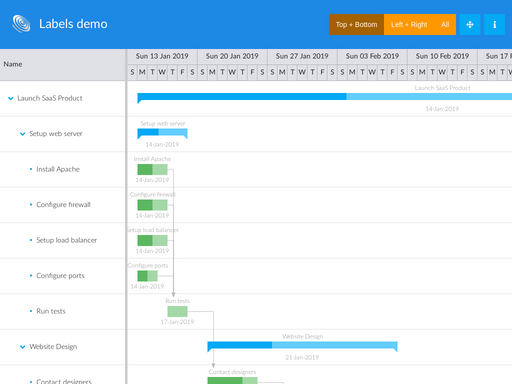 Labels demo
Top + Bottom Left + Right All
Name
Sun 13 Jan 2019 Sun 20 Jan 2019 Sun 27 Jan 2019 Sun 03 Feb 2019 Sun 10 Feb 2019 Sun 17 F
S M T W T F S S M T W T F S S M T W T F S S M T W T F S S M T W T F S S M T
Launch SaaS Product
14-Jan-2019
Launch SaaS Product
Setup web server
Setup web server
14-Jan-2019
Install Apache
Install Apache
14-Jan-2019
Configure firewall
Configure firewall
14-Jan-2019
Setup load balancer
etup load balancer
14-Jan-2019
Configure ports
Configure ports
14-Jan-2019
Run tests
Run tests
17-Jan-2019
Website Design
Website Design
21-Jan-2019
Contact designers
Contact designers